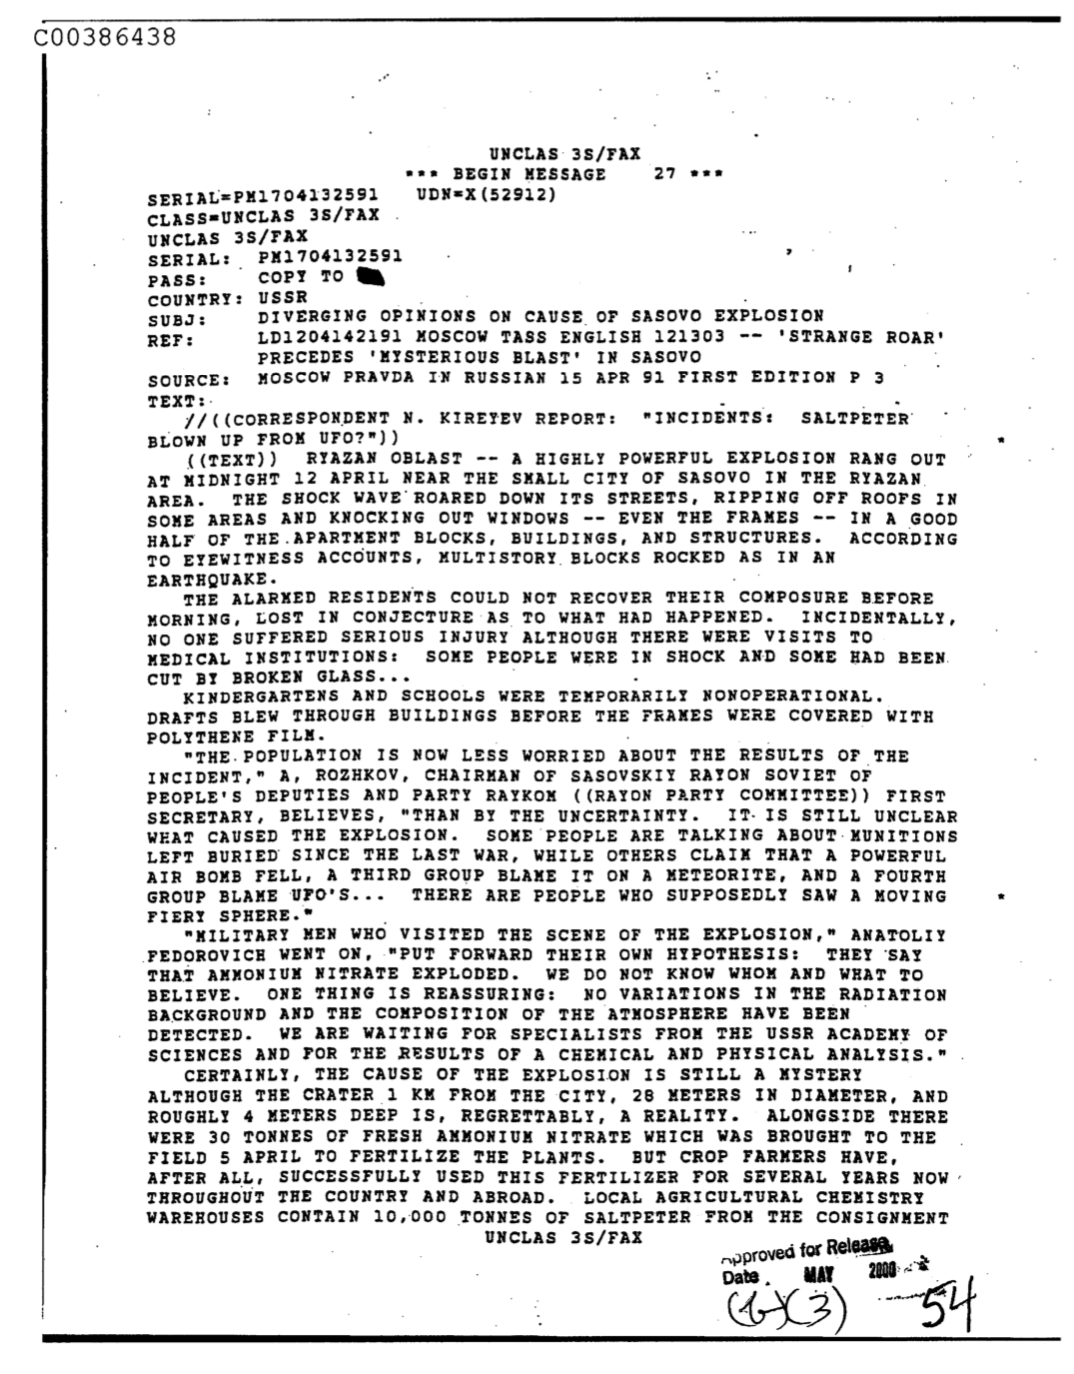 C00386438
UNCLAS 3S/FAX
*** BEGIN MESSAGE 27 ***
SERIAL=PM1704132591 UDN=X(52912)
CLASS=UNCLAS 3S/FAX
UNCLAS 3S/FAX
SERIAL: PM1704132591
PASS: COPY TO
COUNTRY: USSR
SUBJ: DIVERGING OPINIONS ON CAUSE OF SASOVO EXPLOSION
REF: LD1204142191 MOSCOW TASS ENGLISH 121303 -- 'STRANGE ROAR'
PRECEDES 'MYSTERIOUS BLAST' IN SASOVO
SOURCE: MOSCOW PRAVDA IN RUSSIAN 15 APR 91 FIRST EDITION P 3
TEXT:
//((CORRESPONDENT N. KIREYEV REPORT: "INCIDENTS: SALTPETER
BLOWN UP FROM UFO?"))
((TEXT)) RYAZAN OBLAST -- A HIGHLY POWERFUL EXPLOSION RANG OUT
AT MIDNIGHT 12 APRIL NEAR THE SMALL CITY OF SASOVO IN THE RYAZAN
AREA. THE SHOCK WAVE ROARED DOWN ITS STREETS, RIPPING OFF ROOFS IN
SOME AREAS AND KNOCKING OUT WINDOWS -- EVEN THE FRAMES -- IN A GOOD
HALF OF THE APARTMENT BLOCKS, BUILDINGS, AND STRUCTURES. ACCORDING
TO EYEWITNESS ACCOUNTS, MULTISTORY BLOCKS ROCKED AS IN AN
EARTHQUAKE.
THE ALARMED RESIDENTS COULD NOT RECOVER THEIR COMPOSURE BEFORE
MORNING, LOST IN CONJECTURE AS TO WHAT HAD HAPPENED. INCIDENTALLY,
NO ONE SUFFERED SERIOUS INJURY ALTHOUGH THERE WERE VISITS TO
MEDICAL INSTITUTIONS: SOME PEOPLE WERE IN SHOCK AND SOME HAD BEEN
CUT BY BROKEN GLASS...
KINDERGARTENS AND SCHOOLS WERE TEMPORARILY NONOPERATIONAL.
DRAFTS BLEW THROUGH BUILDINGS BEFORE THE FRAMES WERE COVERED WITH
POLYTHENE FILM.
"THE POPULATION IS NOW LESS WORRIED ABOUT THE RESULTS OF THE
INCIDENT," A, ROZHKOV, CHAIRMAN OF SASOVSKIY RAYON SOVIET OF
PEOPLE'S DEPUTIES AND PARTY RAYKOM ((RAYON PARTY COMMITTEE)) FIRST
SECRETARY, BELIEVES, "THAN BY THE UNCERTAINTY. IT IS STILL UNCLEAR
WHAT CAUSED THE EXPLOSION. SOME PEOPLE ARE TALKING ABOUT MUNITIONS
LEFT BURIED SINCE THE LAST WAR, WHILE OTHERS CLAIM THAT A POWERFUL
AIR BOMB FELL, A THIRD GROUP BLAME IT ON A METEORITE, AND A FOURTH
GROUP BLAME UFO'S... THERE ARE PEOPLE WHO SUPPOSEDLY SAW A MOVING
FIERY SPHERE."
"MILITARY MEN WHO VISITED THE SCENE OF THE EXPLOSION," ANATOLIY
FEDOROVICH WENT ON, "PUT FORWARD THEIR OWN HYPOTHESIS: THEY SAY
THAT AMMONIUM NITRATE EXPLODED. WE DO NOT KNOW WHOM AND WHAT TO
BELIEVE. ONE THING IS REASSURING: NO VARIATIONS IN THE RADIATION
BACKGROUND AND THE COMPOSITION OF THE ATMOSPHERE HAVE BEEN
DETECTED. WE ARE WAITING FOR SPECIALISTS FROM THE USSR ACADEMY OF
SCIENCES AND FOR THE RESULTS OF A CHEMICAL AND PHYSICAL ANALYSIS."
CERTAINLY, THE CAUSE OF THE EXPLOSION IS STILL A MYSTERY
ALTHOUGH THE CRATER 1 KM FROM THE CITY, 28 METERS IN DIAMETER, AND
ROUGHLY 4 METERS DEEP IS, REGRETTABLY, A REALITY. ALONGSIDE THERE
WERE 30 TONNES OF FRESH AMMONIUM NITRATE WHICH WAS BROUGHT TO THE
FIELD 5 APRIL TO FERTILIZE THE PLANTS. BUT CROP FARMERS HAVE,
AFTER ALL, SUCCESSFULLY USED THIS FERTILIZER FOR SEVERAL YEARS NOW
THROUGHOUT THE COUNTRY AND ABROAD. LOCAL AGRICULTURAL CHEMISTRY
WAREHOUSES CONTAIN 10,000 TONNES OF SALTPETER FROM THE CONSIGNMENT
UNCLAS 3S/FAX
Approved for Release
Date MAY 2000
(b)(3) 54